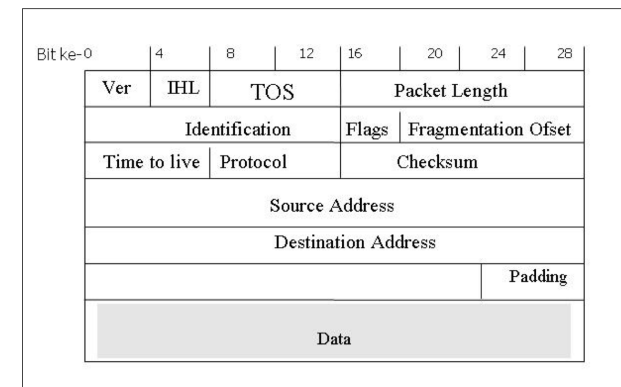 Bit ke-0 4 8 12 16 20 24 28
Ver IHL TOS Packet Length
Identification Flags Fragmentation Ofset
Time to live Protocol Checksum
Source Address
Destination Address
Padding
Data